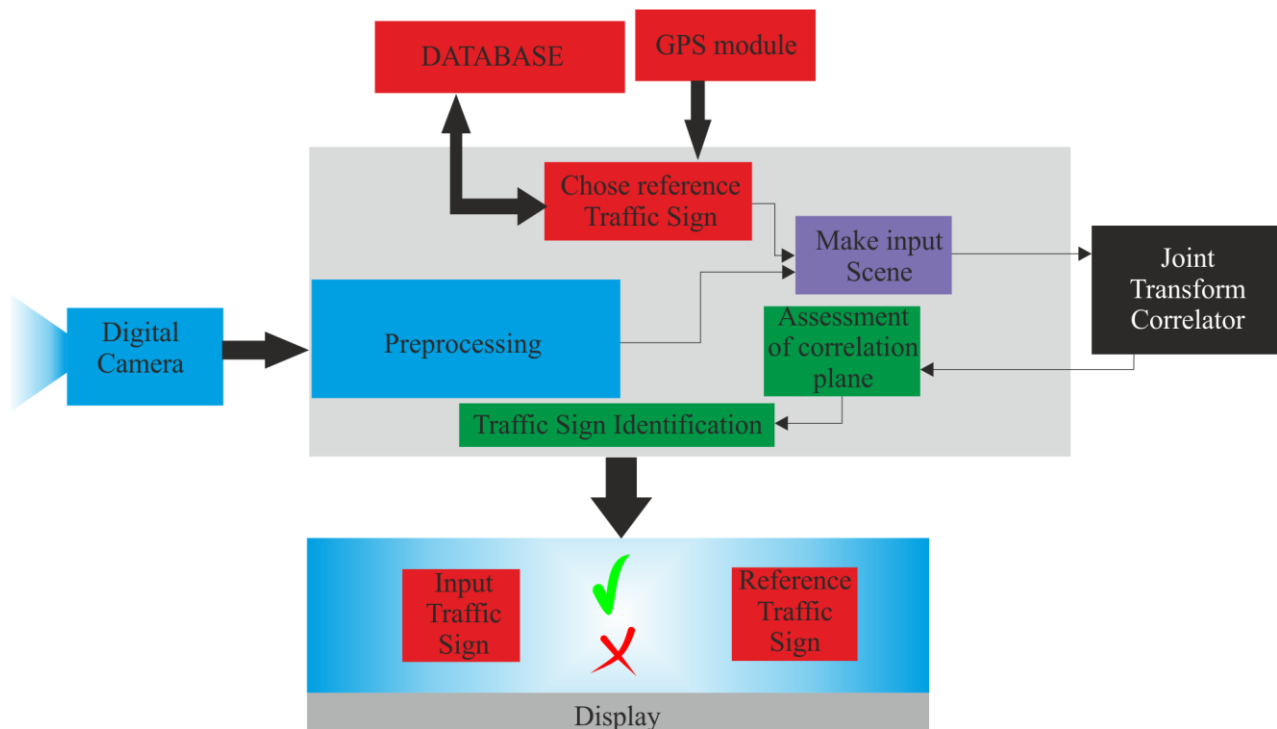 DATABASE
GPS module
Chose reference
Traffic Sign
Make input
Scene
Joint
Transform
Correlator
Digital
Camera
Preprocessing
Assessment
of correlation
plane
Traffic Sign Identification
Input
Traffic
Sign
Reference
Traffic
Sign
Display